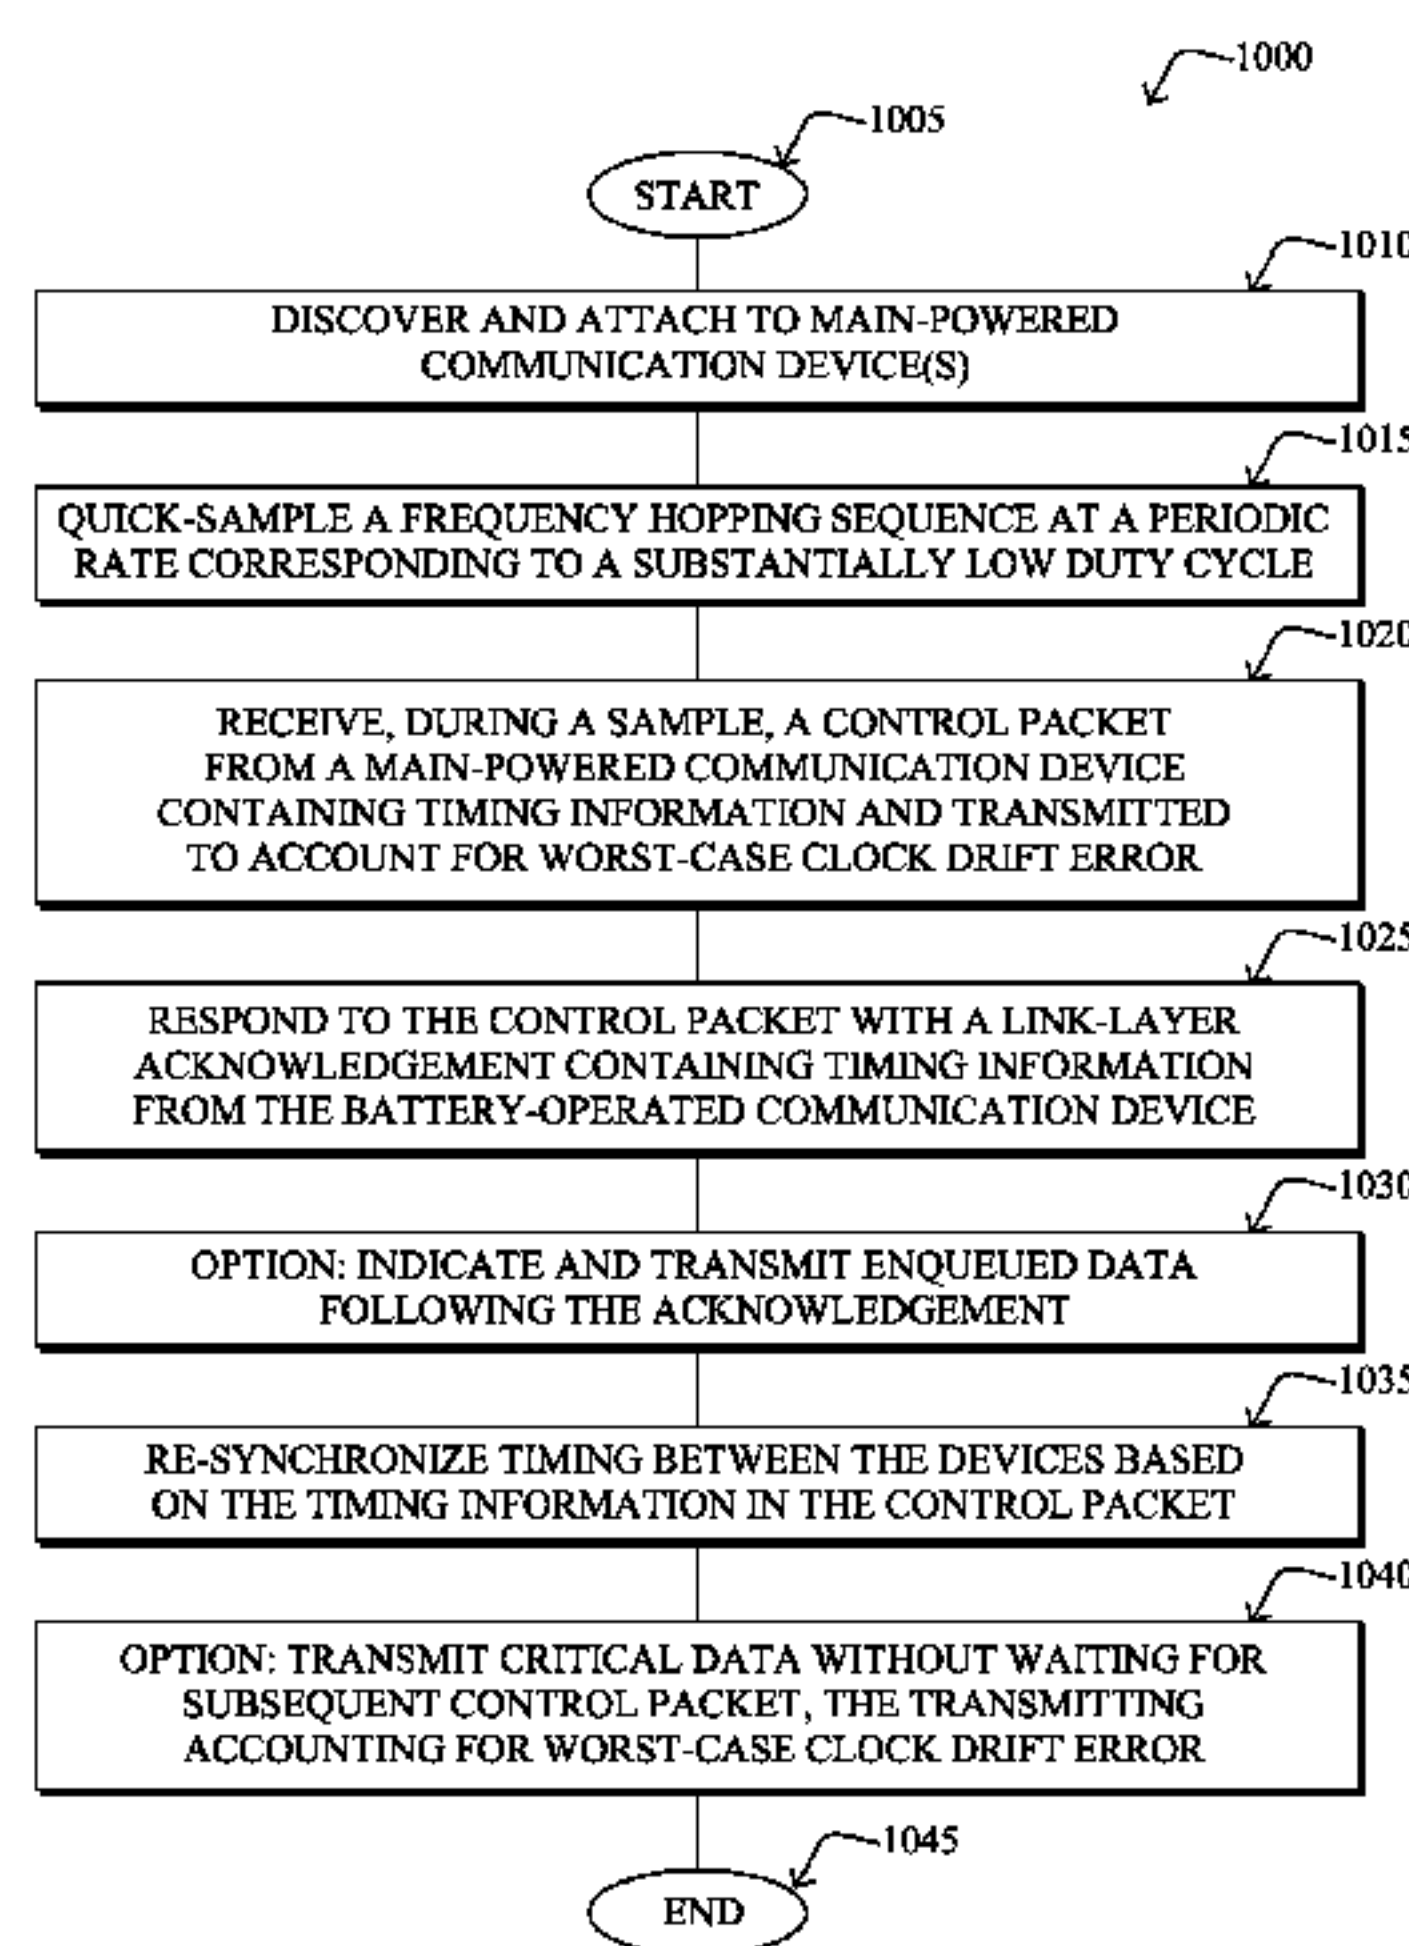 1000
1005
START
1010
DISCOVER AND ATTACH TO MAIN-POWERED
COMMUNICATION DEVICE(S)
1015
QUICK-SAMPLE A FREQUENCY HOPPING SEQUENCE AT A PERIODIC
RATE CORRESPONDING TO A SUBSTANTIALLY LOW DUTY CYCLE
1020
RECEIVE, DURING A SAMPLE, A CONTROL PACKET
FROM A MAIN-POWERED COMMUNICATION DEVICE
CONTAINING TIMING INFORMATION AND TRANSMITTED
TO ACCOUNT FOR WORST-CASE CLOCK DRIFT ERROR
1025
RESPOND TO THE CONTROL PACKET WITH A LINK-LAYER
ACKNOWLEDGEMENT CONTAINING TIMING INFORMATION
FROM THE BATTERY-OPERATED COMMUNICATION DEVICE
1030
OPTION: INDICATE AND TRANSMIT ENQUEUED DATA
FOLLOWING THE ACKNOWLEDGEMENT
1035
RE-SYNCHRONIZE TIMING BETWEEN THE DEVICES BASED
ON THE TIMING INFORMATION IN THE CONTROL PACKET
1040
OPTION: TRANSMIT CRITICAL DATA WITHOUT WAITING FOR
SUBSEQUENT CONTROL PACKET, THE TRANSMITTING
ACCOUNTING FOR WORST-CASE CLOCK DRIFT ERROR
1045
END